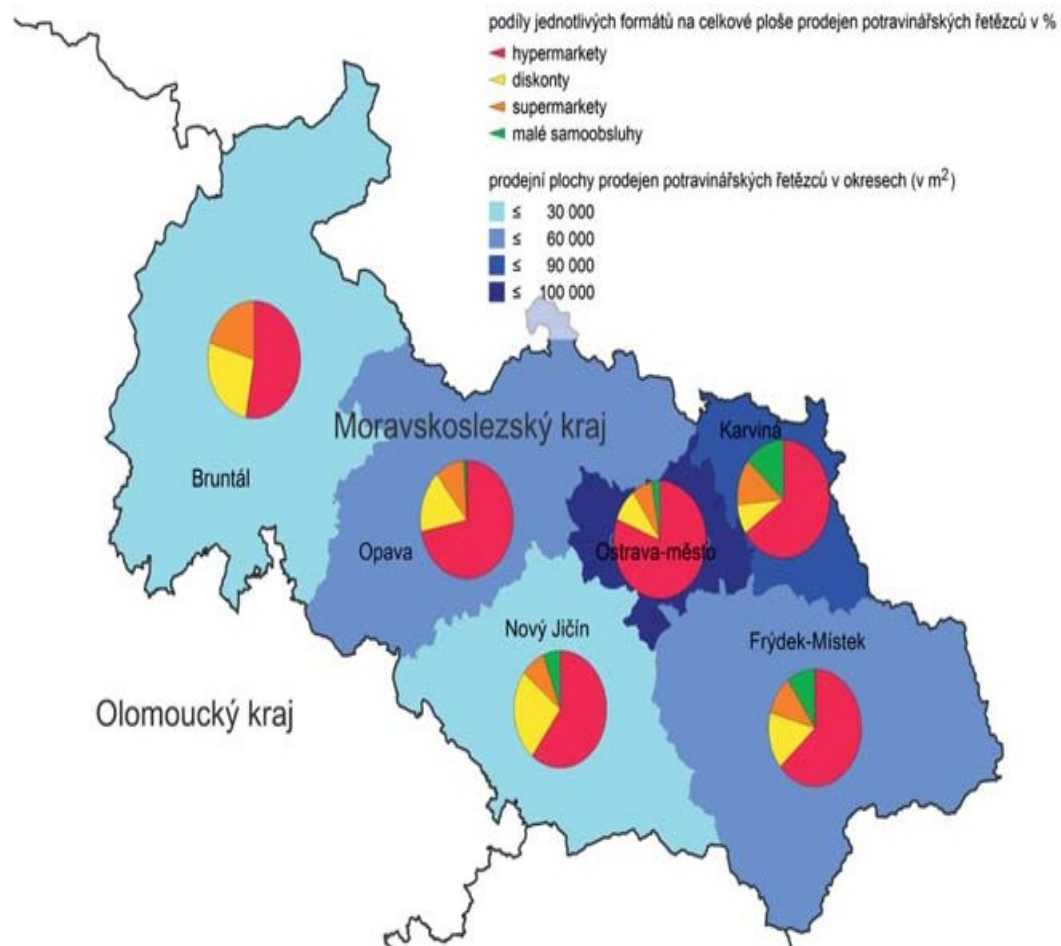 podíly jednotlivých formátů na celkové ploše prodejen potravinářských řetězců v %
hypermarkety
diskonty
supermarkety
malé samoobsluhy
prodejní plochy prodejen potravinářských řetězců v okresech (v m²)
≤ 30 000
≤ 60 000
≤ 90 000
≤ 100 000
Moravskoslezský kraj
Karviná
Bruntál
Opava
Ostrava-město
Nový Jičín
Frýdek-Místek
Olomoucký kraj